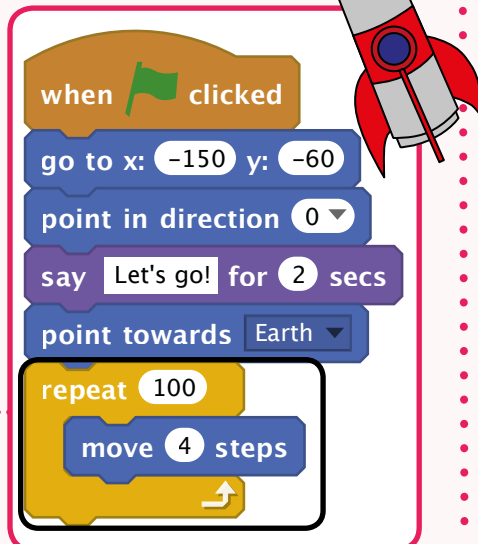 when clicked
go to x: -150 y: -60
point in direction 0
say Let's go! for 2 secs
point towards Earth
repeat 100
move 4 steps